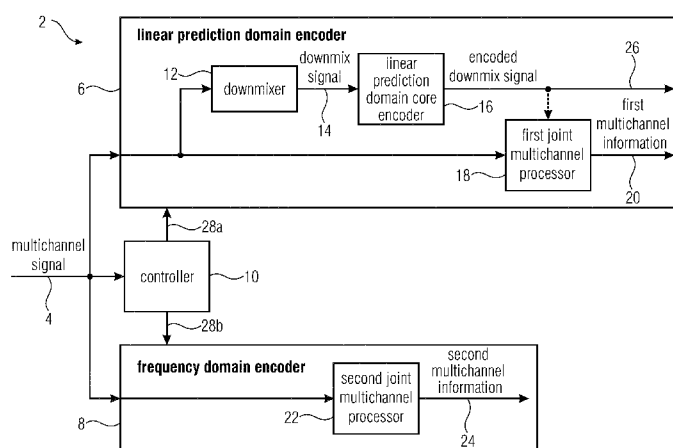 2
linear prediction domain encoder
6
12
downmixer
downmix
signal
14
linear
prediction
domain core
encoder
16
encoded
downmix signal
26
first
multichannel
information
18
first joint
multichannel
processor
20
28a
multichannel
signal
4
controller
10
28b
frequency domain encoder
8
22
second joint
multichannel
processor
second
multichannel
information
24